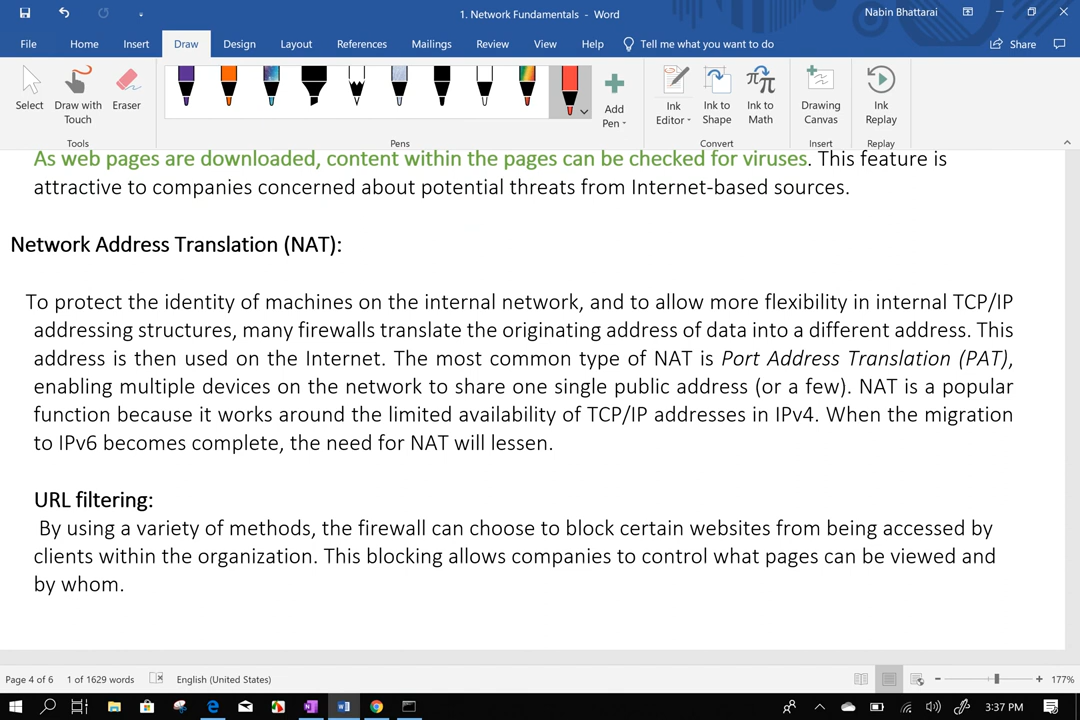 1. Network Fundamentals - Word
Nabin Bhattarai
File Home Insert Draw Design Layout References Mailings Review View Help Tell me what you want to do Share
Select Draw with Touch Eraser Add Pen Ink Editor Ink to Shape Ink to Math Drawing Canvas Ink Replay
Tools Pens Convert Insert Replay
As web pages are downloaded, content within the pages can be checked for viruses. This feature is
attractive to companies concerned about potential threats from Internet-based sources.
Network Address Translation (NAT):
To protect the identity of machines on the internal network, and to allow more flexibility in internal TCP/IP
addressing structures, many firewalls translate the originating address of data into a different address. This
address is then used on the Internet. The most common type of NAT is Port Address Translation (PAT),
enabling multiple devices on the network to share one single public address (or a few). NAT is a popular
function because it works around the limited availability of TCP/IP addresses in IPv4. When the migration
to IPv6 becomes complete, the need for NAT will lessen.
URL filtering:
By using a variety of methods, the firewall can choose to block certain websites from being accessed by
clients within the organization. This blocking allows companies to control what pages can be viewed and
by whom.
Page 4 of 6 1 of 1629 words English (United States) 177%
3:37 PM